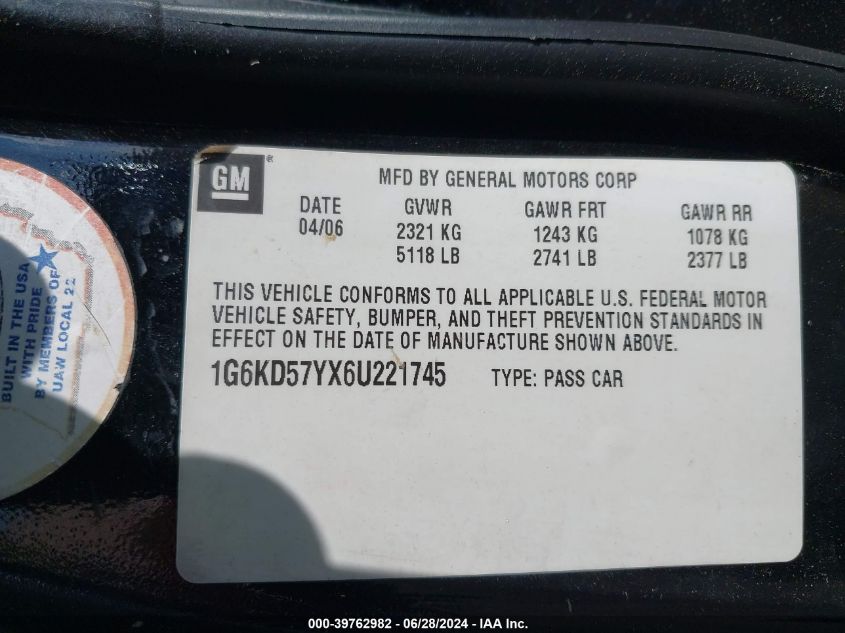 GM ®
MFD BY GENERAL MOTORS CORP
DATE GVWR GAWR FRT GAWR RR
04/06 2321 KG 1243 KG 1078 KG
5118 LB 2741 LB 2377 LB
THIS VEHICLE CONFORMS TO ALL APPLICABLE U.S. FEDERAL MOTOR
VEHICLE SAFETY, BUMPER, AND THEFT PREVENTION STANDARDS IN
EFFECT ON THE DATE OF MANUFACTURE SHOWN ABOVE.
1G6KD57YX6U221745 TYPE: PASS CAR
BUILT IN THE USA
WITH PRIDE
BY MEMBERS OF
UAW LOCAL 22
000-39762982 / 06/28/2024 - IAA Inc.